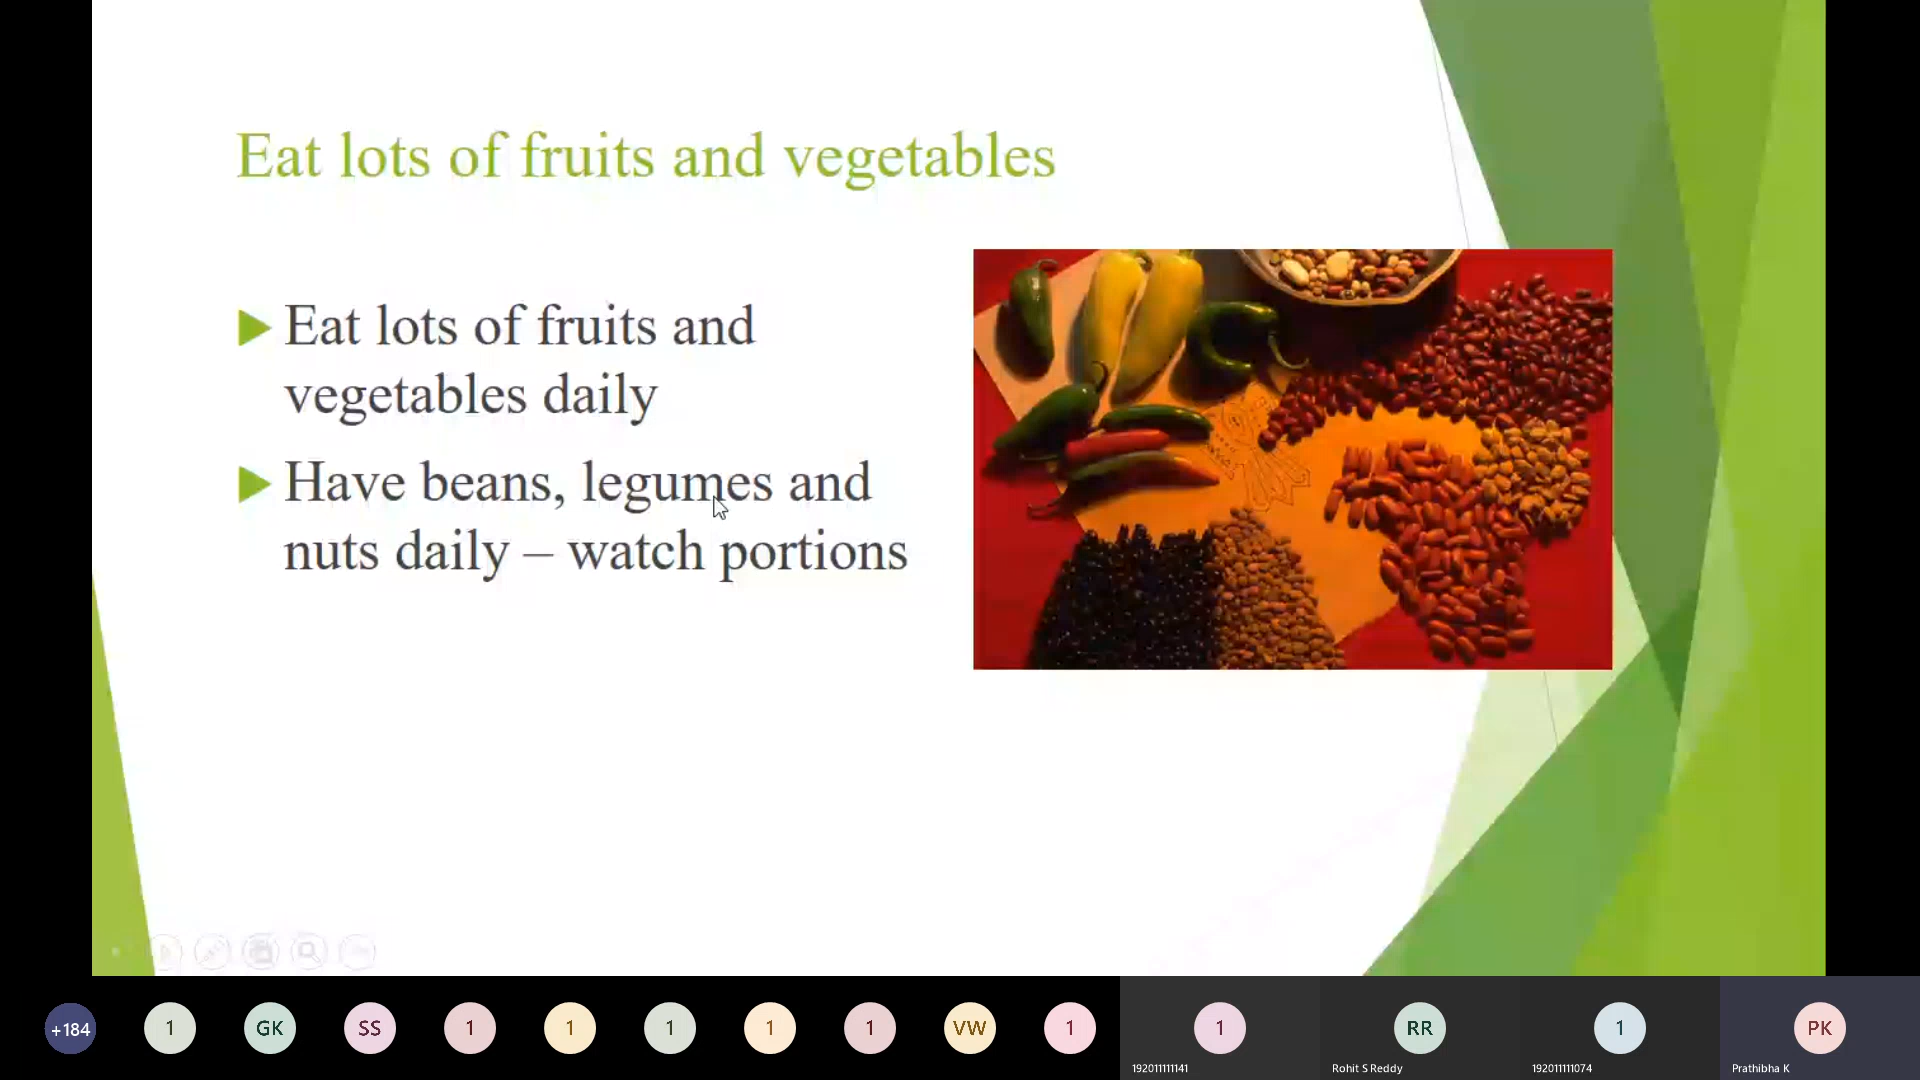 Eat lots of fruits and vegetables
Eat lots of fruits and
vegetables daily
Have beans, legumes and
nuts daily – watch portions
+184
1
GK
SS
1
1
1
1
1
VW
1
1
RR
1
PK
192011111141
Rohit S Reddy
192011111074
Prathibha K